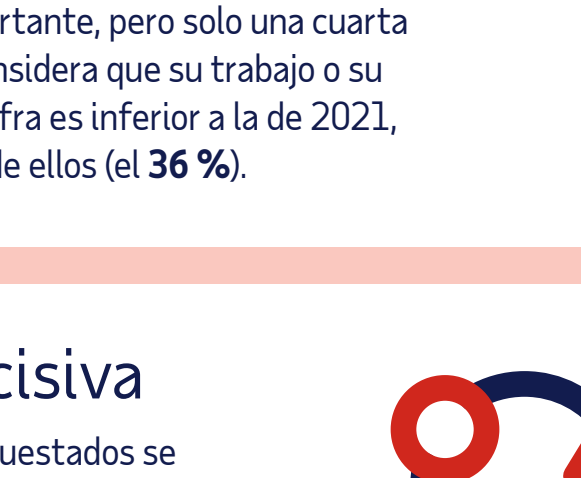 rtante, pero solo una cuarta
nsidera que su trabajo o su
fra es inferior a la de 2021,
de ellos (el 36 %).
cisiva
uestados se